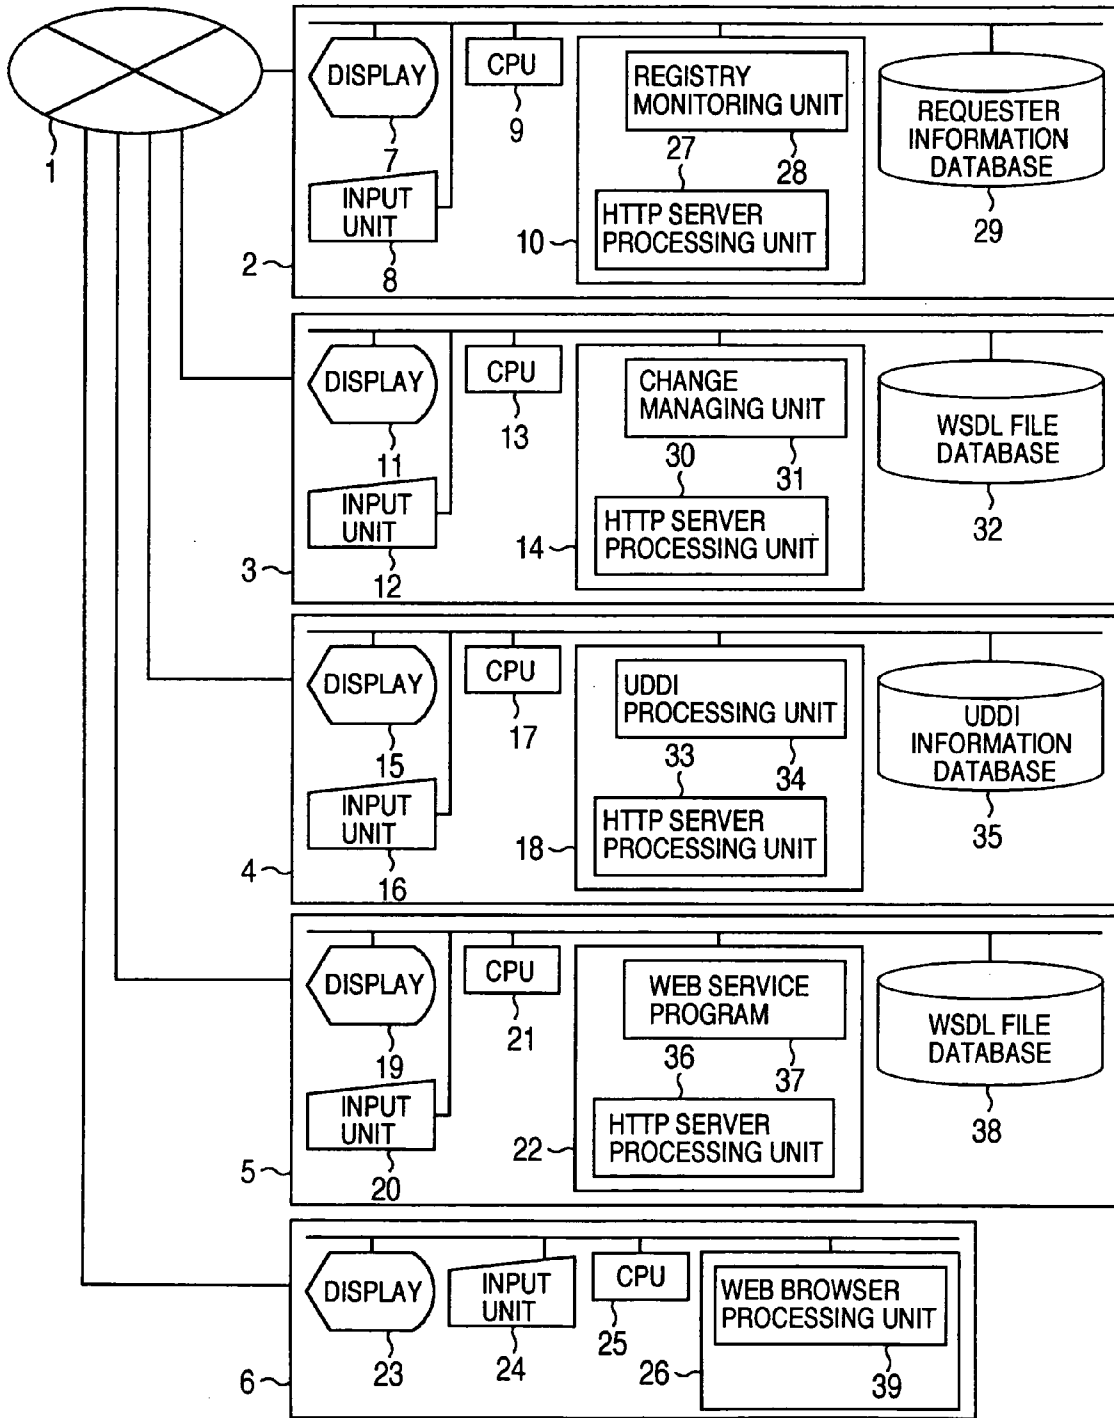 1
DISPLAY
7
CPU
9
REGISTRY
MONITORING UNIT
27
28
REQUESTER
INFORMATION
DATABASE
29
INPUT
UNIT
8
HTTP SERVER
PROCESSING UNIT
10
2
DISPLAY
11
CPU
13
CHANGE
MANAGING UNIT
30
31
WSDL FILE
DATABASE
32
INPUT
UNIT
12
HTTP SERVER
PROCESSING UNIT
14
3
DISPLAY
15
CPU
17
UDDI
PROCESSING UNIT
33
34
UDDI
INFORMATION
DATABASE
35
INPUT
UNIT
16
HTTP SERVER
PROCESSING UNIT
18
4
DISPLAY
19
CPU
21
WEB SERVICE
PROGRAM
36
37
WSDL FILE
DATABASE
38
INPUT
UNIT
20
HTTP SERVER
PROCESSING UNIT
22
5
DISPLAY
23
INPUT
UNIT
24
CPU
25
WEB BROWSER
PROCESSING UNIT
39
26
6